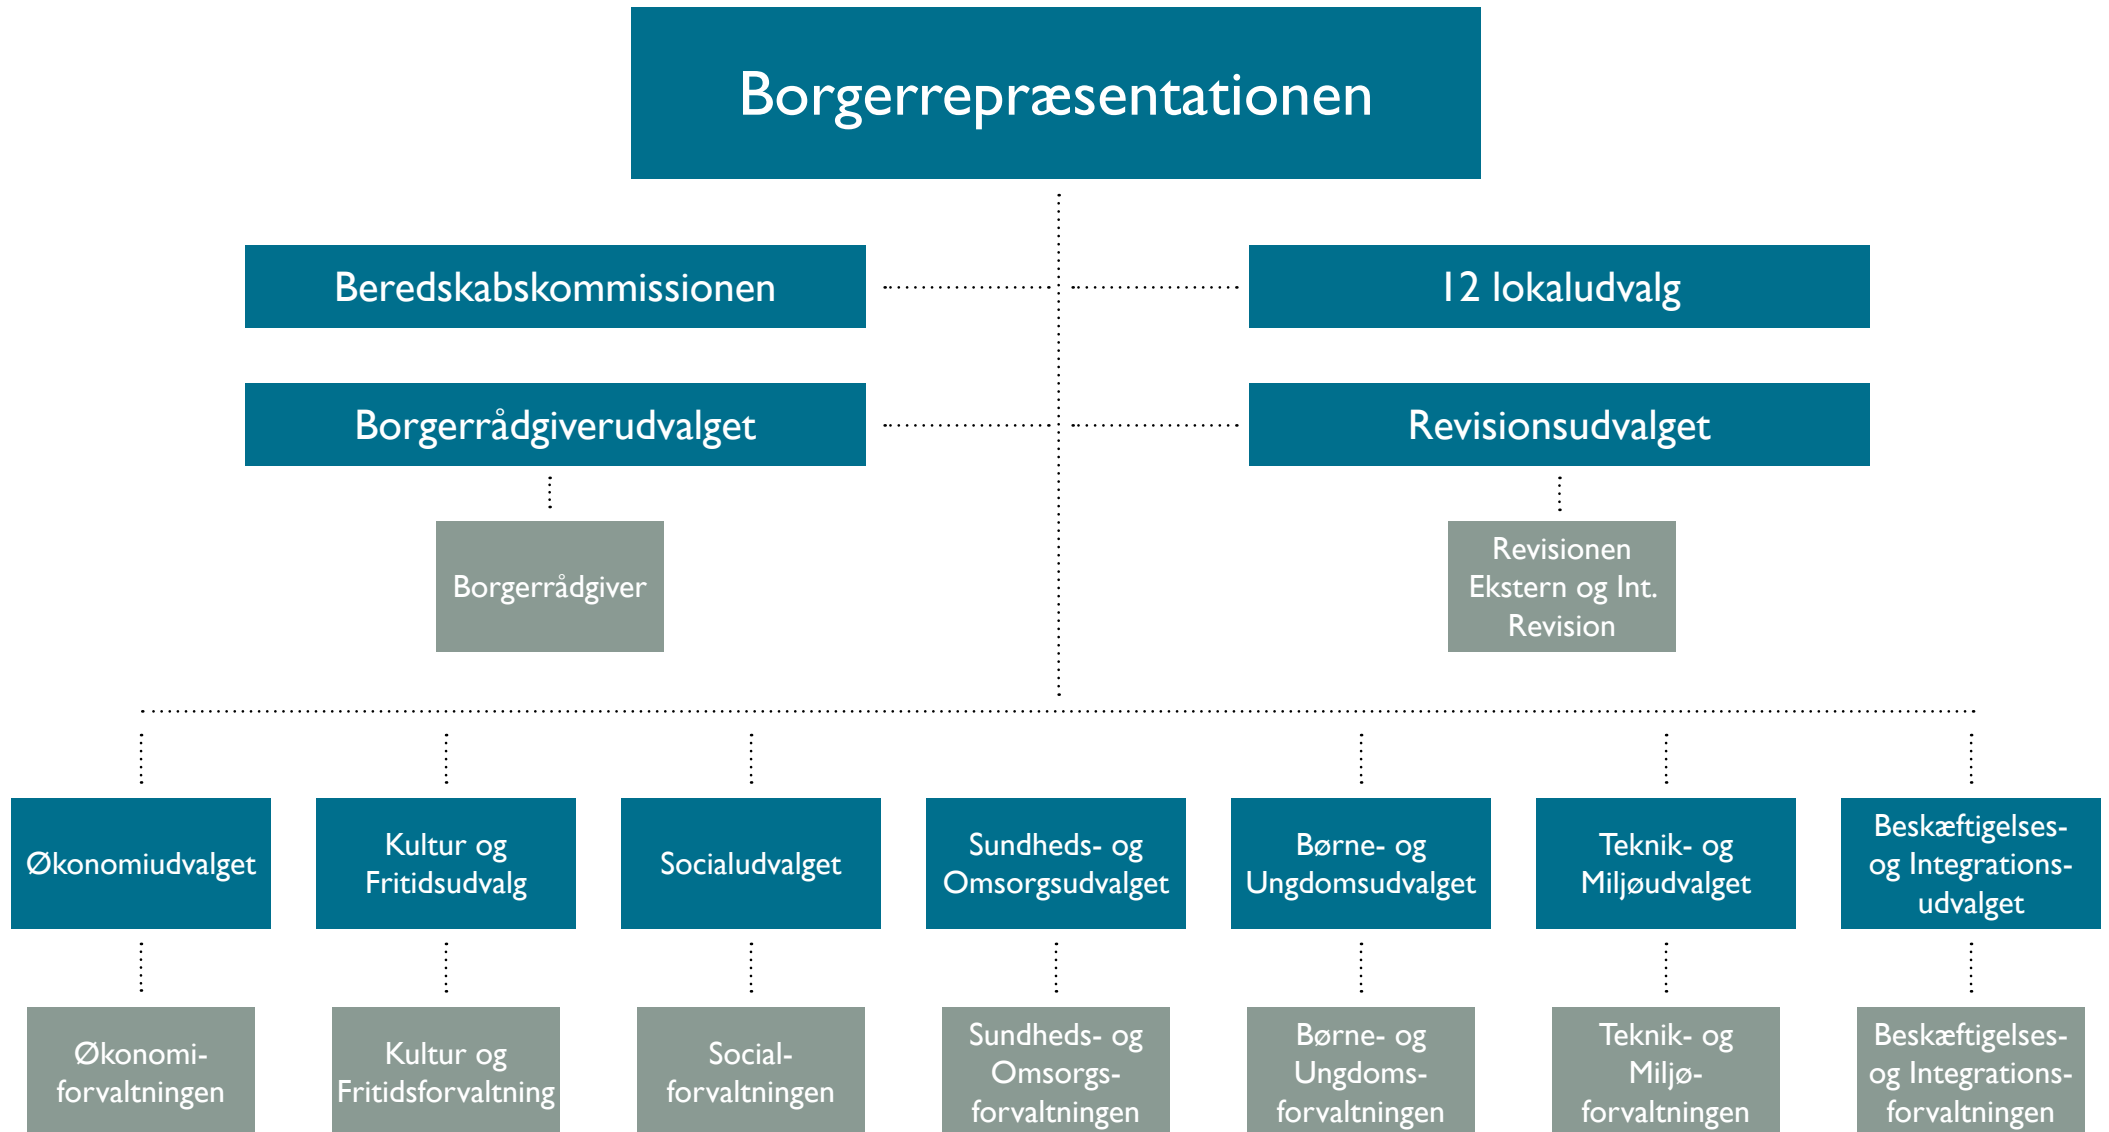 Borgerrepræsentationen
Beredskabskommissionen
12 lokaludvalg
Borgerrådgiverudvalget
Revisionsudvalget
Borgerrådgiver
Revisionen
Ekstern og Int.
Revision
Økonomiudvalget
Kultur og
Fritidsudvalg
Socialudvalget
Sundheds- og
Omsorgsudvalget
Børne- og
Ungdomsudvalget
Teknik- og
Miljøudvalget
Beskæftigelses-
og Integrations-
udvalget
Økonomi-
forvaltningen
Kultur og
Fritidsforvaltning
Social-
forvaltningen
Sundheds- og
Omsorgs-
forvaltningen
Børne- og
Ungdoms-
forvaltningen
Teknik- og
Miljø-
forvaltningen
Beskæftigelses-
og Integrations-
forvaltningen